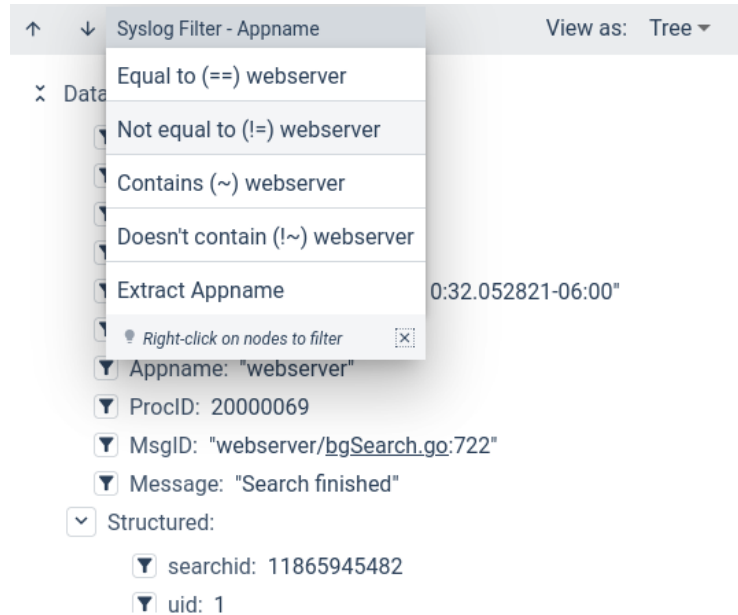 Syslog Filter - Appname
View as: Tree
Equal to (==) webserver
Data
Not equal to (!=) webserver
Contains (~) webserver
Doesn't contain (!~) webserver
Extract Appname
0:32.052821-06:00"
Right-click on nodes to filter
Appname: "webserver"
ProcID: 20000069
MsgID: "webserver/bgSearch.go:722"
Message: "Search finished"
Structured:
searchid: 11865945482
uid: 1